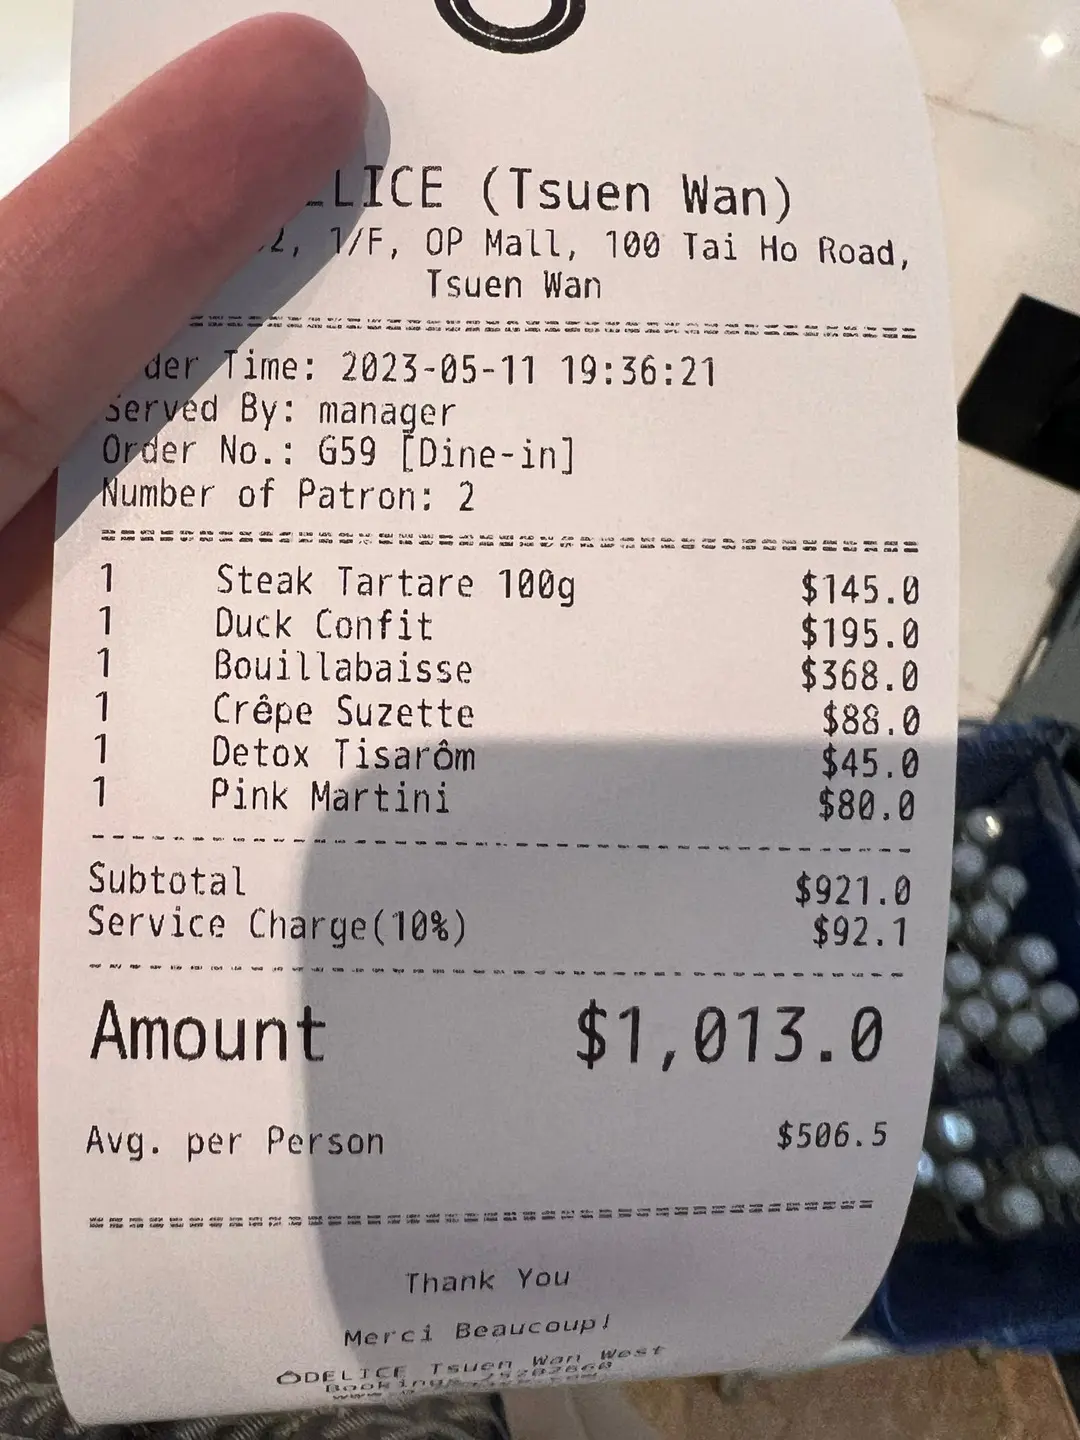 ELICE (Tsuen Wan)
2, 1/F, OP Mall, 100 Tai Ho Road,
Tsuen Wan
der Time: 2023-05-11 19:36:21
Served By: manager
Order No.: G59 [Dine-in]
Number of Patron: 2
1 Steak Tartare 100g $145.0
1 Duck Confit $195.0
1 Bouillabaisse $368.0
1 Crêpe Suzette $88.0
1 Detox Tisarôm $45.0
1 Pink Martini $80.0
Subtotal $921.0
Service Charge(10%) $92.1
Amount $1,013.0
Avg. per Person $506.5
Thank You
Merci Beaucoup!
ÔDELICE Tsuen Wan West
Booking: